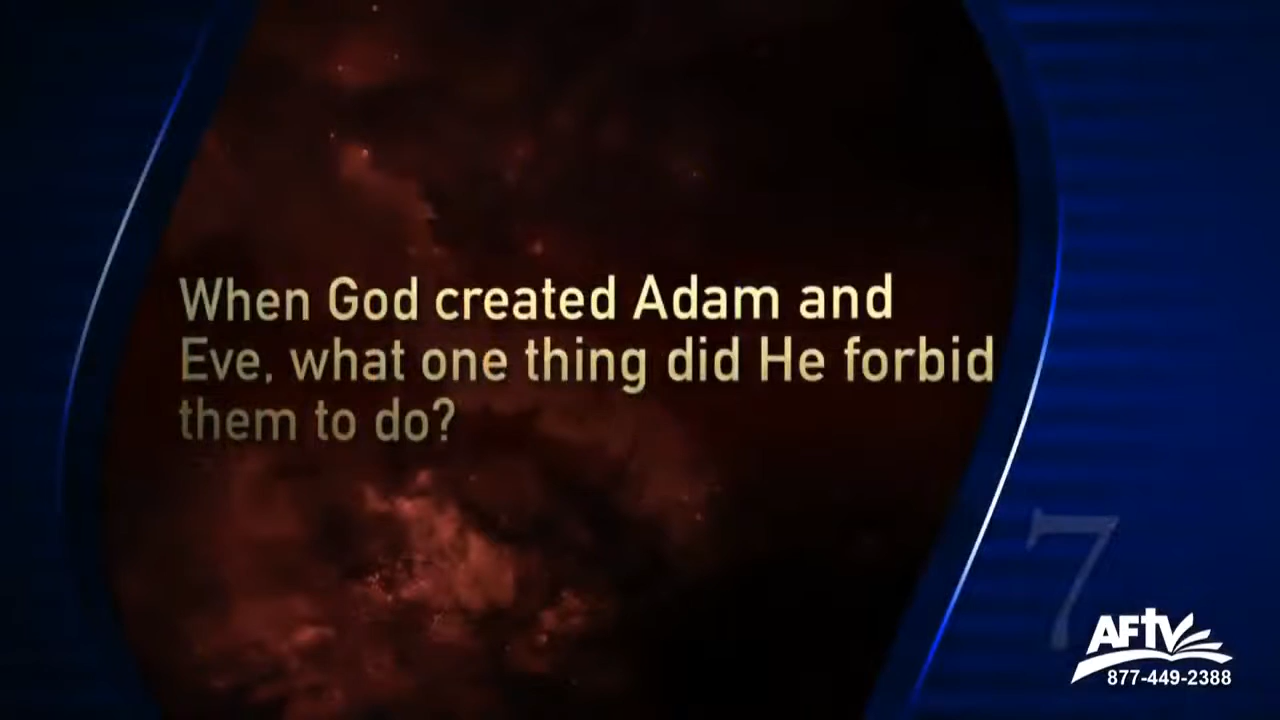 When God created Adam and
Eve, what one thing did He forbid
them to do?
7
AFTV
877-449-2388